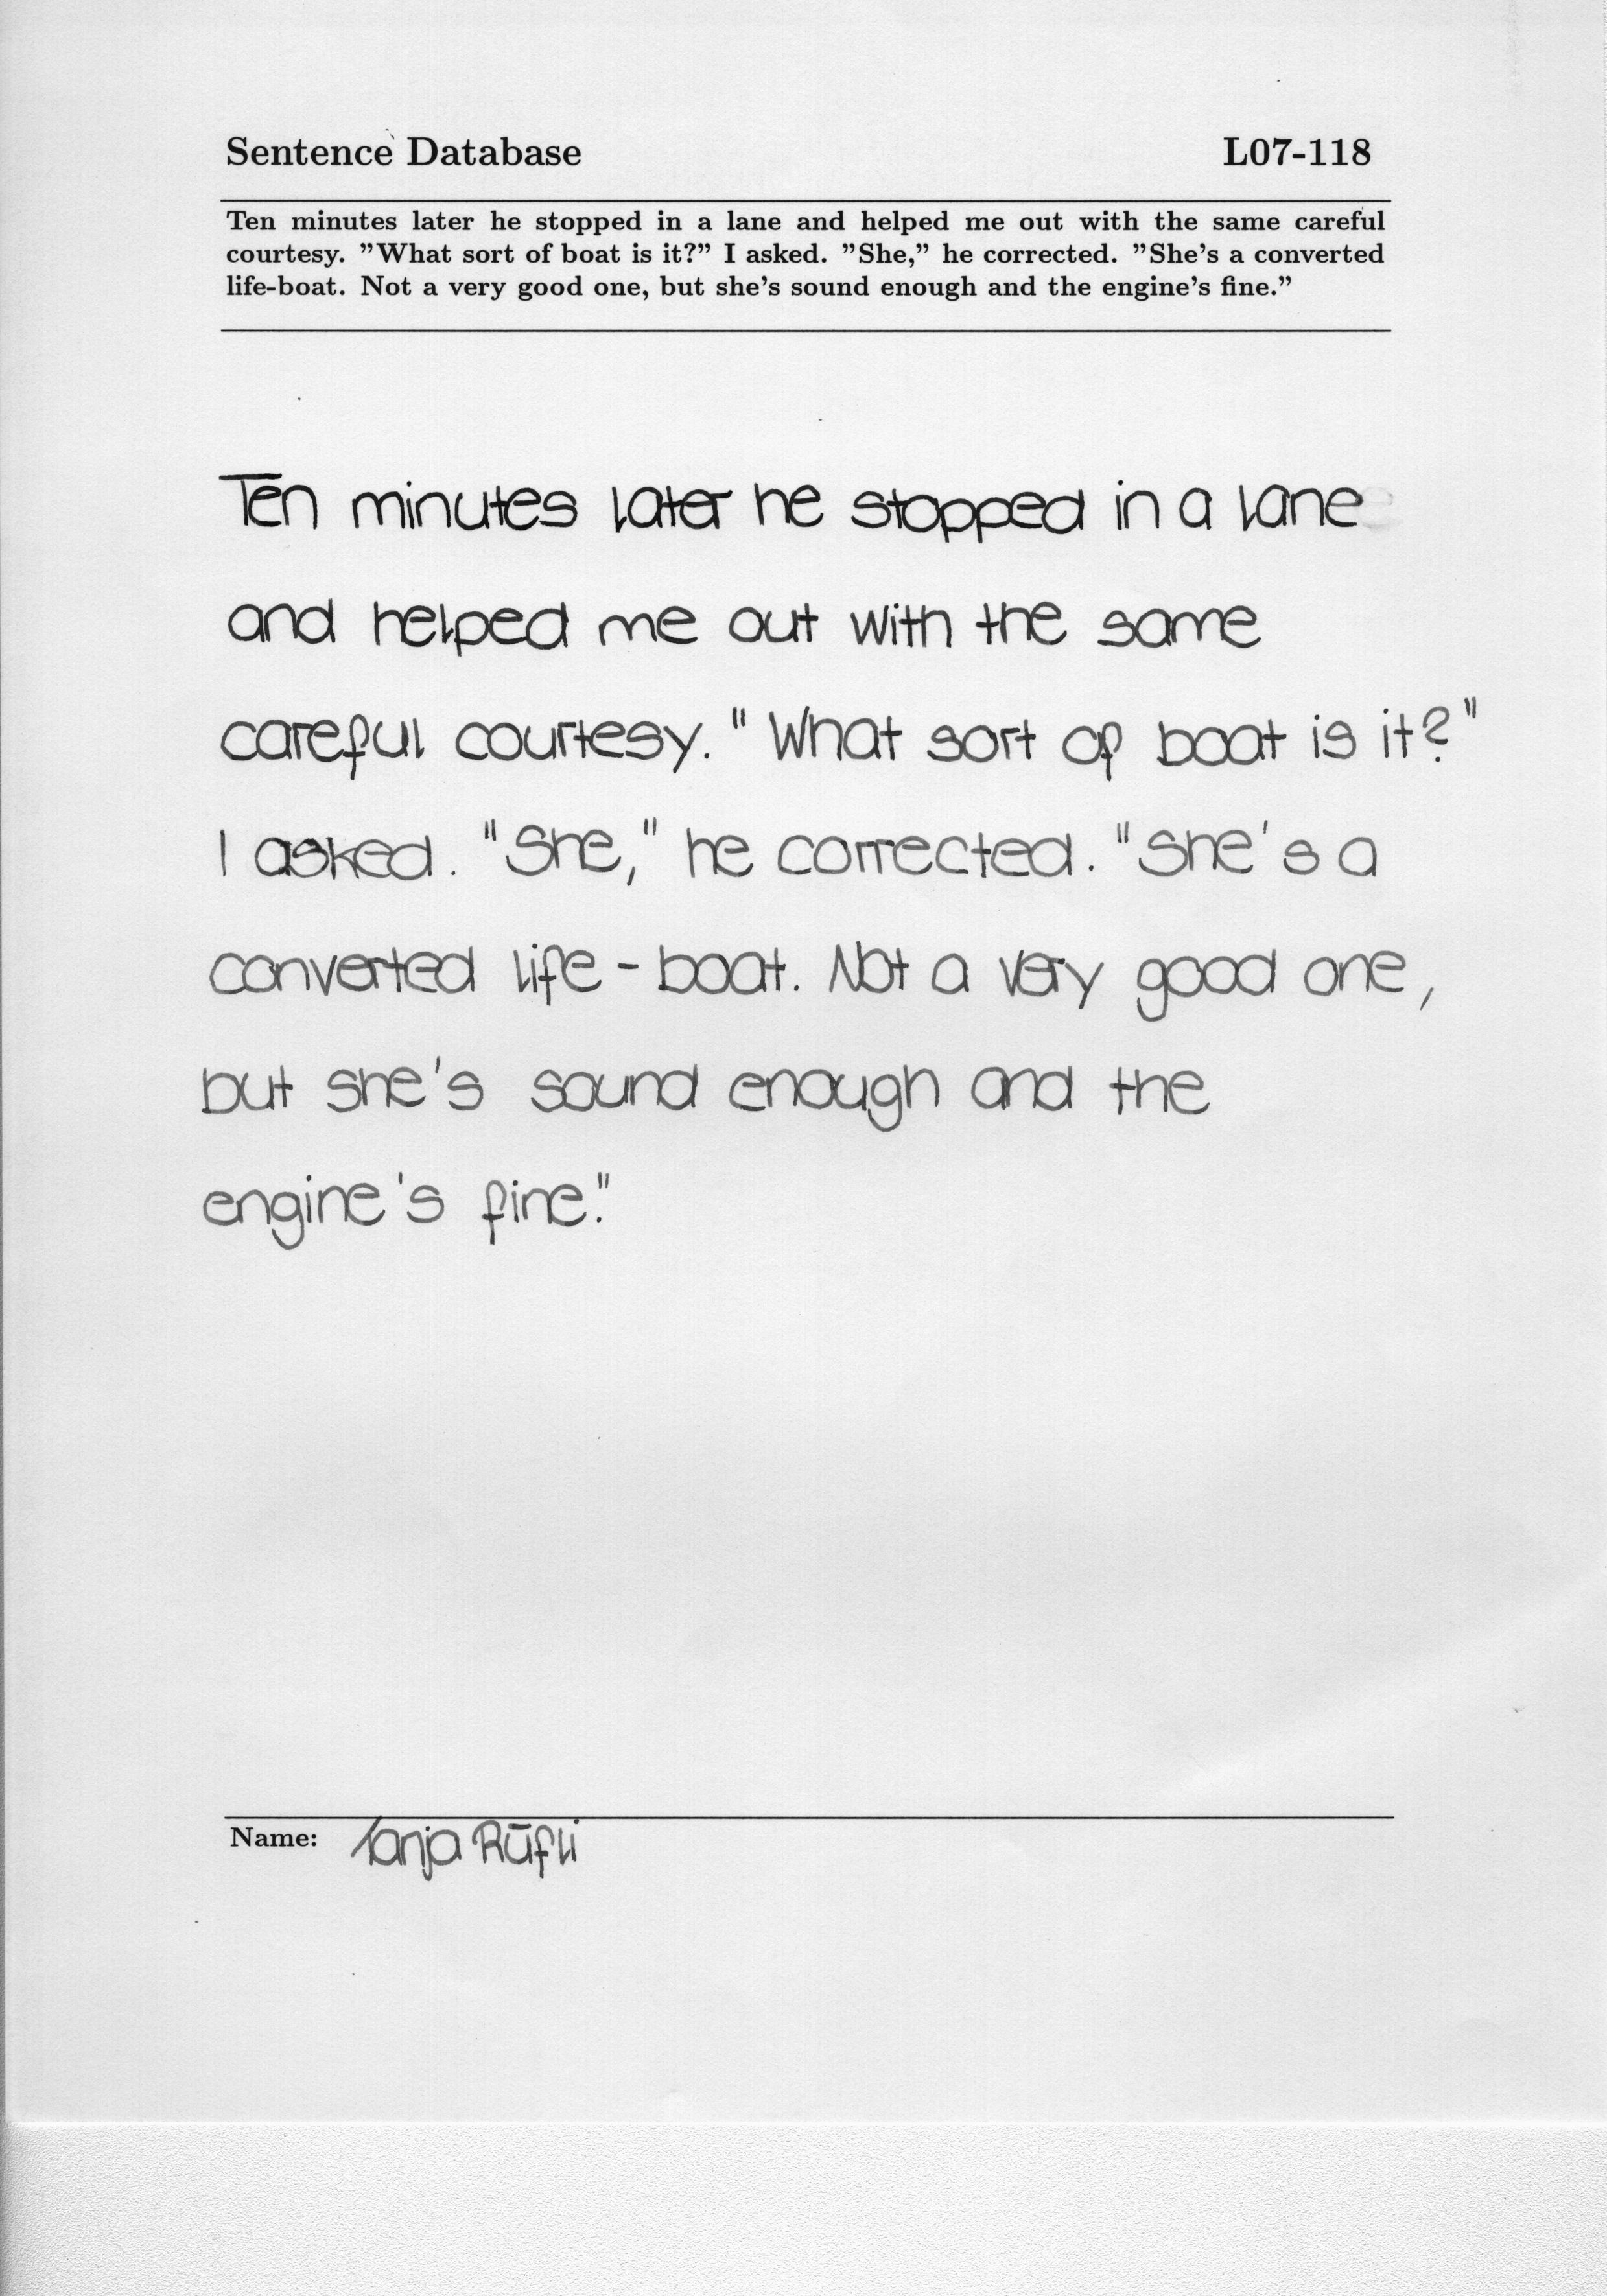 Sentence Database L07-118
Ten minutes later he stopped in a lane and helped me out with the same careful
courtesy. ”What sort of boat is it?” I asked. ”She,” he corrected. ”She’s a converted
life-boat. Not a very good one, but she’s sound enough and the engine’s fine.”
Ten minutes later he stopped in a lane
and helped me out with the same
careful courtesy. "What sort of boat is it?"
I asked. "She," he corrected. "She's a
converted life-boat. Not a very good one,
but she's sound enough and the
engine's fine."
Name: Tanja Rüfli